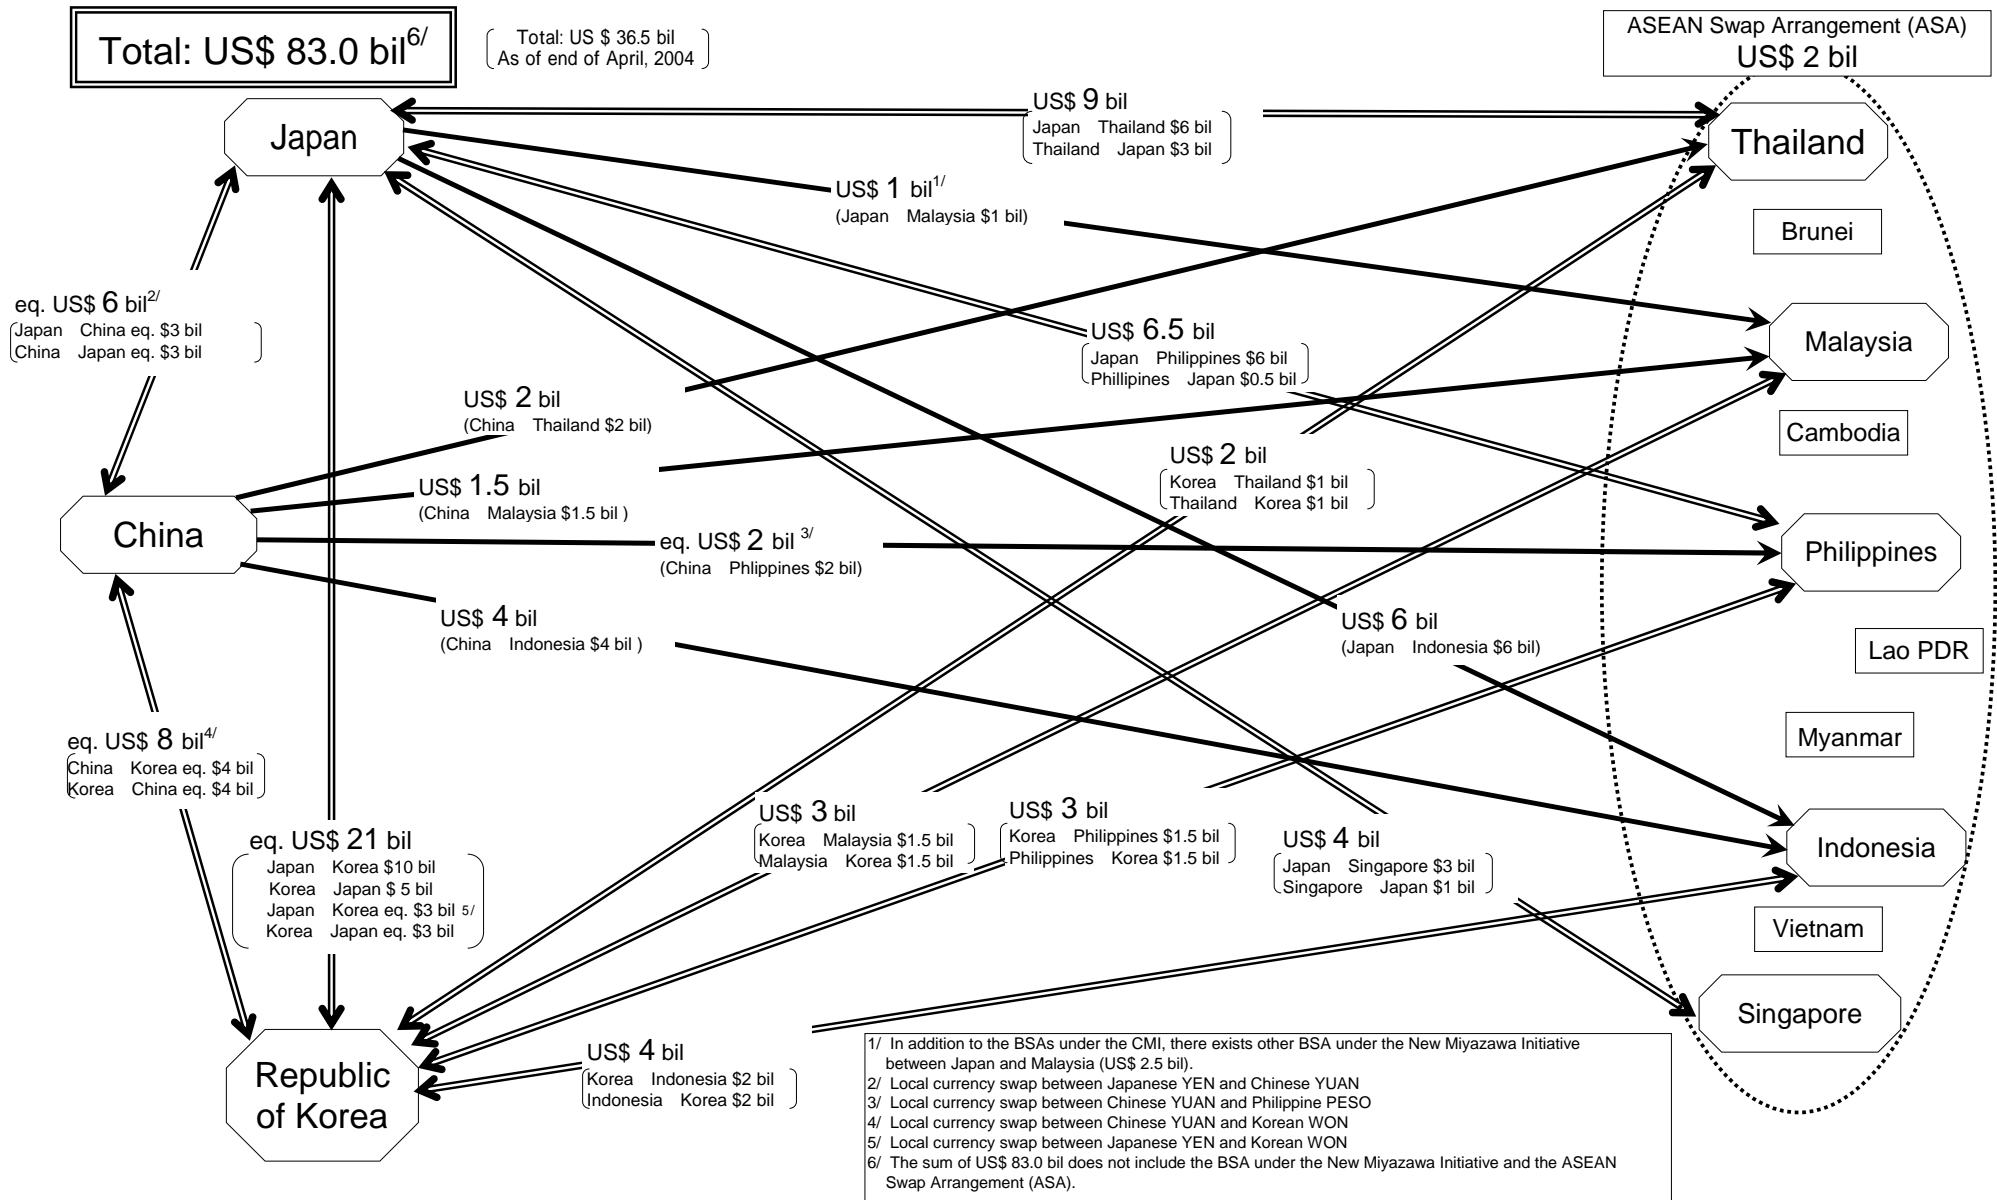 Total: US$ 83.0 bil6/
Total: US $ 36.5 bil
As of end of April, 2004
ASEAN Swap Arrangement (ASA)
US$ 2 bil
Japan
US$ 9 bil
Japan Thailand $6 bil
Thailand Japan $3 bil
Thailand
US$ 1 bil1/
(Japan Malaysia $1 bil)
Brunei
eq. US$ 6 bil2/
Japan China eq. $3 bil
China Japan eq. $3 bil
US$ 6.5 bil
Japan Philippines $6 bil
Phillipines Japan $0.5 bil
Malaysia
US$ 2 bil
(China Thailand $2 bil)
Cambodia
US$ 2 bil
Korea Thailand $1 bil
Thailand Korea $1 bil
US$ 1.5 bil
(China Malaysia $1.5 bil )
China
eq. US$ 2 bil 3/
(China Phlippines $2 bil)
Philippines
US$ 4 bil
(China Indonesia $4 bil )
US$ 6 bil
(Japan Indonesia $6 bil)
Lao PDR
Myanmar
eq. US$ 8 bil4/
China Korea eq. $4 bil
Korea China eq. $4 bil
eq. US$ 21 bil
Japan Korea $10 bil
Korea Japan $ 5 bil
Japan Korea eq. $3 bil 5/
Korea Japan eq. $3 bil
US$ 3 bil
Korea Malaysia $1.5 bil
Malaysia Korea $1.5 bil
US$ 3 bil
Korea Philippines $1.5 bil
Philippines Korea $1.5 bil
US$ 4 bil
Japan Singapore $3 bil
Singapore Japan $1 bil
Indonesia
Vietnam
Singapore
Republic
of Korea
US$ 4 bil
Korea Indonesia $2 bil
Indonesia Korea $2 bil
1/ In addition to the BSAs under the CMI, there exists other BSA under the New Miyazawa Initiative
between Japan and Malaysia (US$ 2.5 bil).
2/ Local currency swap between Japanese YEN and Chinese YUAN
3/ Local currency swap between Chinese YUAN and Philippine PESO
4/ Local currency swap between Chinese YUAN and Korean WON
5/ Local currency swap between Japanese YEN and Korean WON
6/ The sum of US$ 83.0 bil does not include the BSA under the New Miyazawa Initiative and the ASEAN
Swap Arrangement (ASA).